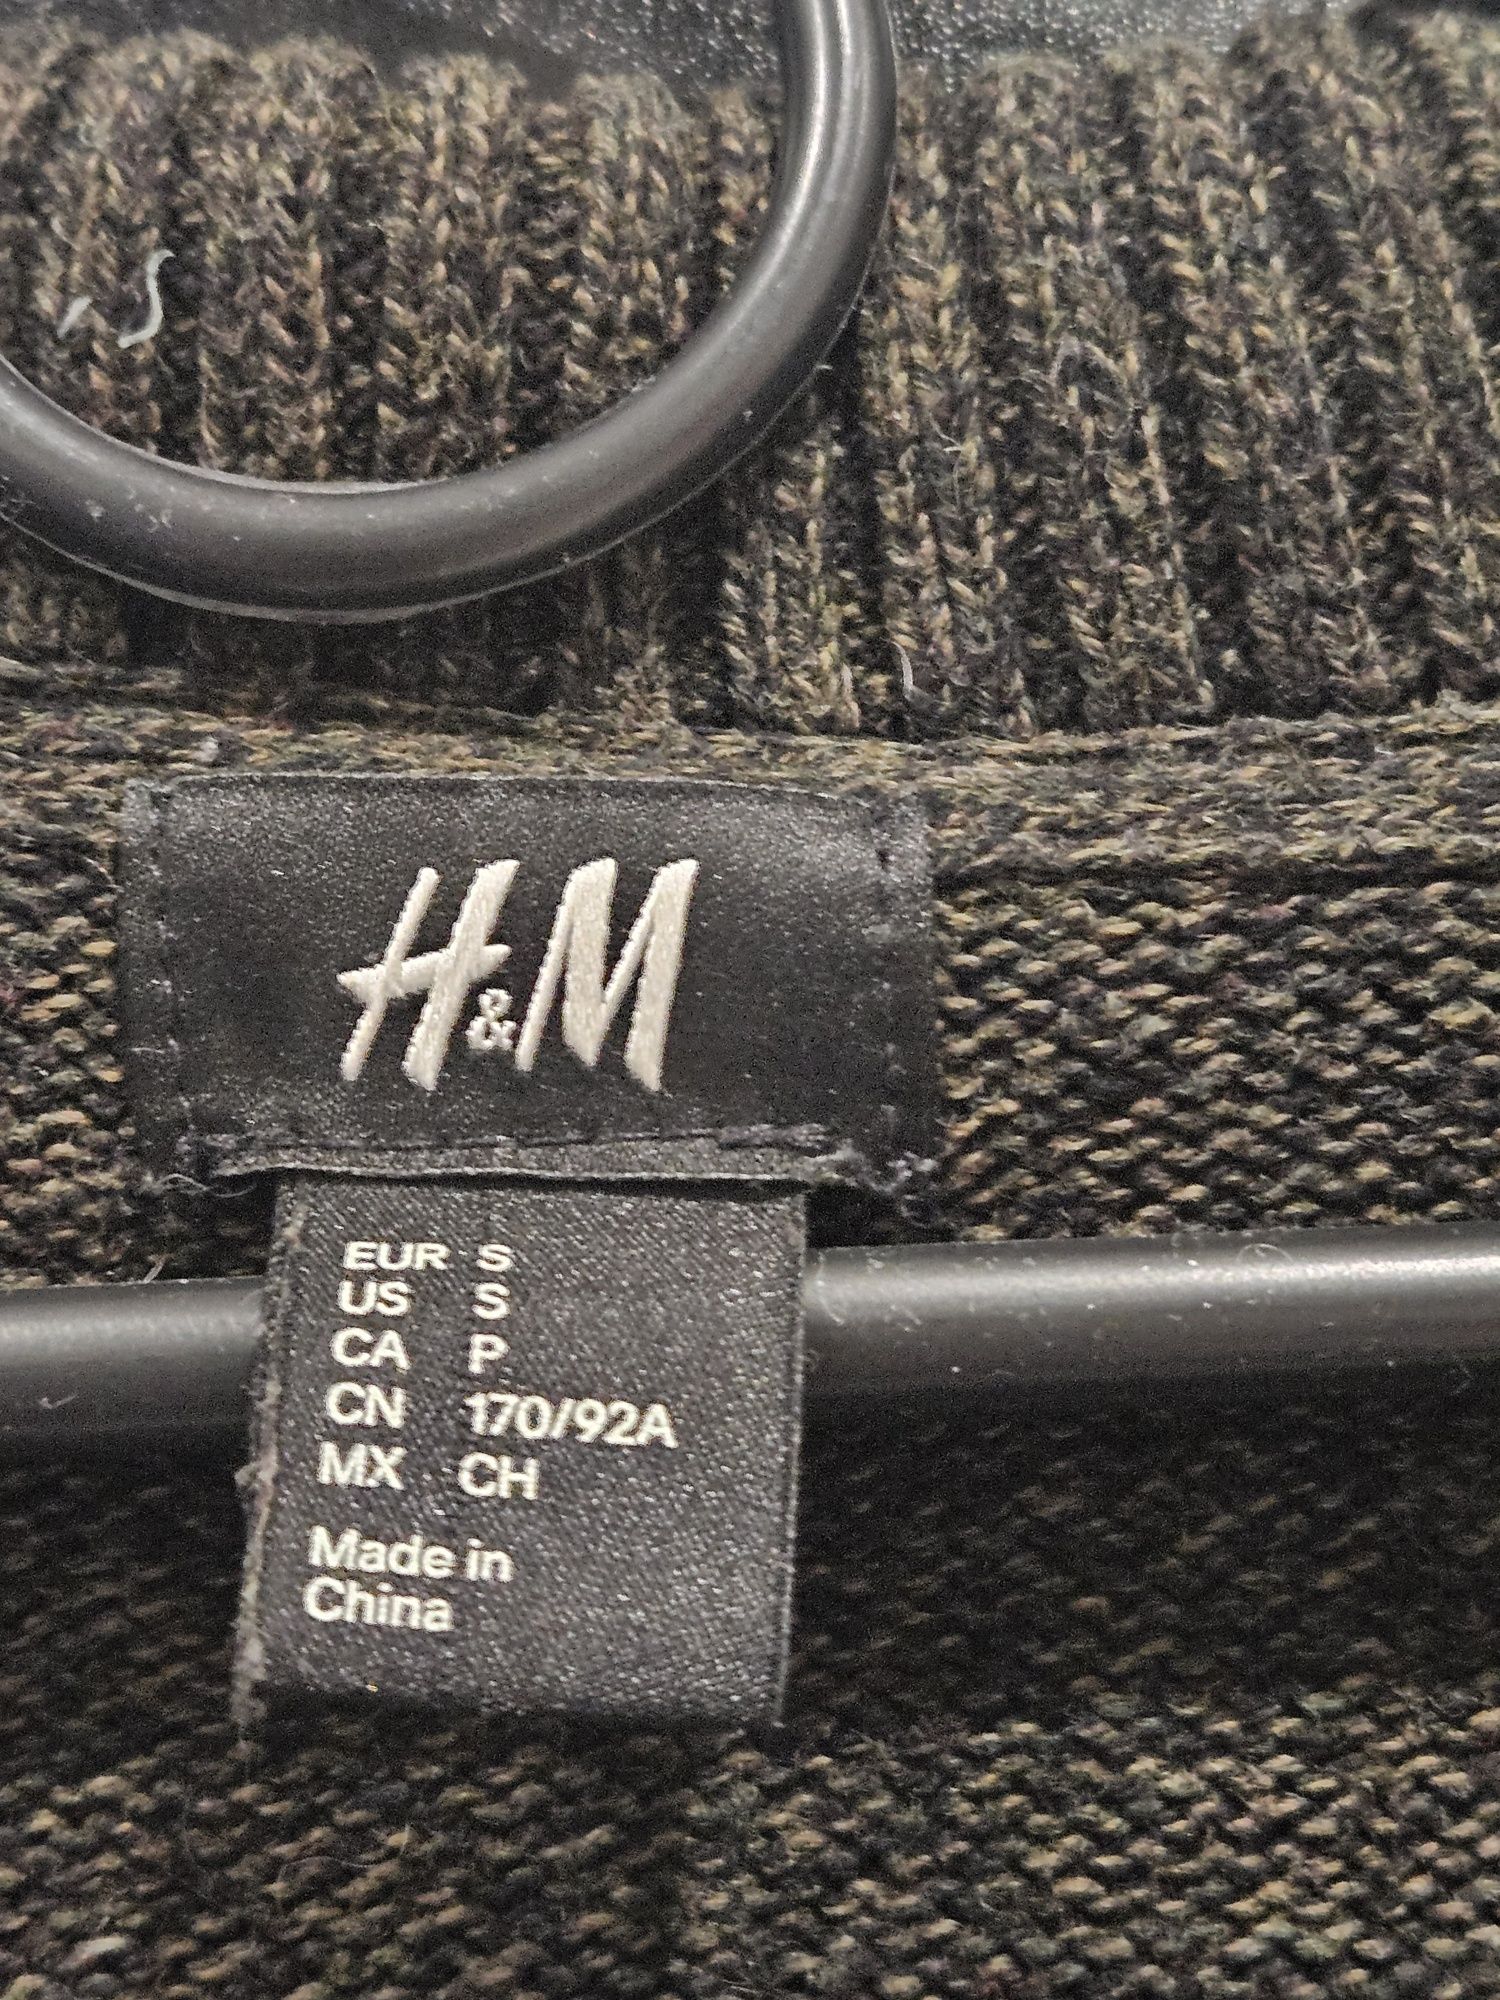 H&M
EUR S
US S
CA P
CN 170/92A
MX CH
Made in
China